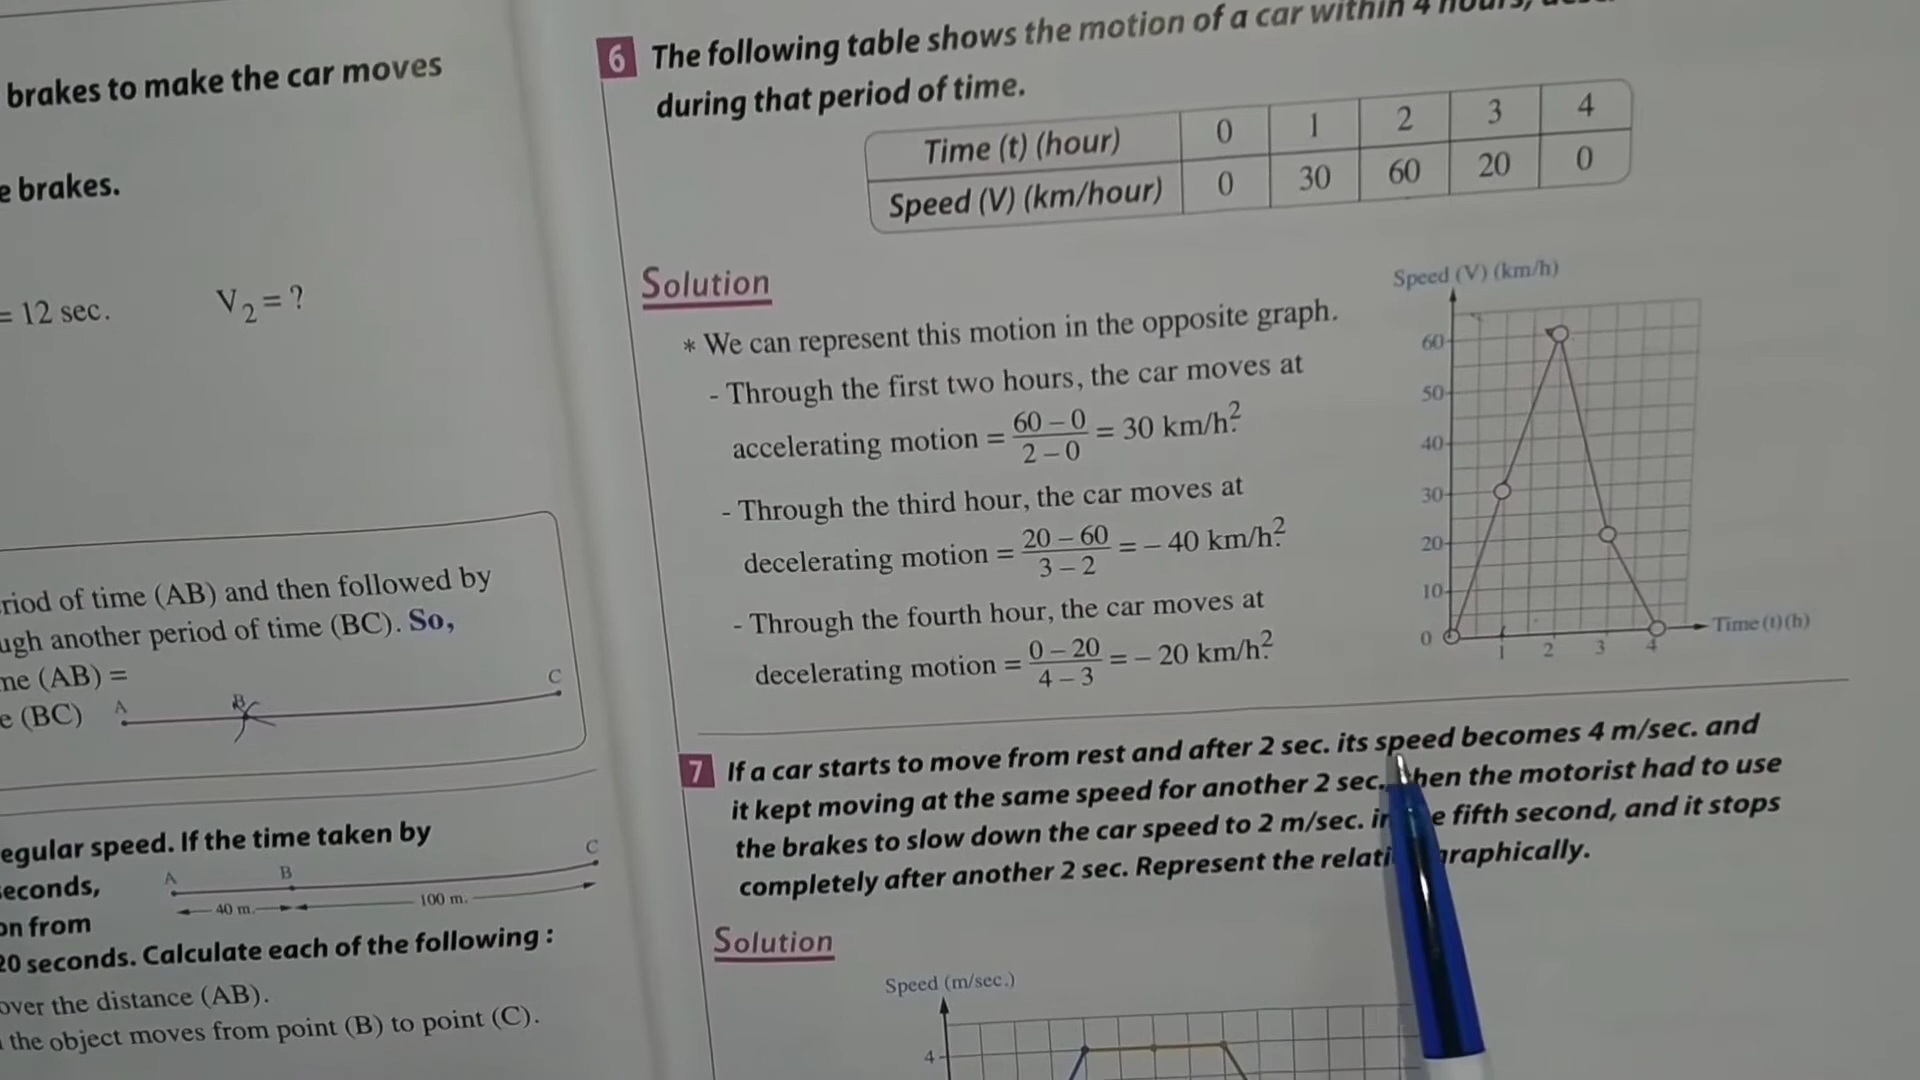 brakes to make the car moves
e brakes.
= 12 sec. V2 = ?
riod of time (AB) and then followed by
ugh another period of time (BC). So,
me (AB) =
e (BC) A B C
egular speed. If the time taken by
seconds,
on from
A B C
40 m. 100 m.
20 seconds. Calculate each of the following :
over the distance (AB).
the object moves from point (B) to point (C).
6 The following table shows the motion of a car within 4 hours,
during that period of time.
Time (t) (hour) 0 1 2 3 4
Speed (V) (km/hour) 0 30 60 20 0
Solution
* We can represent this motion in the opposite graph.
- Through the first two hours, the car moves at
accelerating motion = 60 – 0 / 2 – 0 = 30 km/h².
- Through the third hour, the car moves at
decelerating motion = 20 – 60 / 3 – 2 = – 40 km/h².
- Through the fourth hour, the car moves at
decelerating motion = 0 – 20 / 4 – 3 = – 20 km/h².
Speed (V) (km/h)
60
50
40
30
20
10
0
1 2 3 4
Time (t) (h)
7 If a car starts to move from rest and after 2 sec. its speed becomes 4 m/sec. and
it kept moving at the same speed for another 2 sec. hen the motorist had to use
the brakes to slow down the car speed to 2 m/sec. in e fifth second, and it stops
completely after another 2 sec. Represent the relati raphically.
Solution
Speed (m/sec.)
4